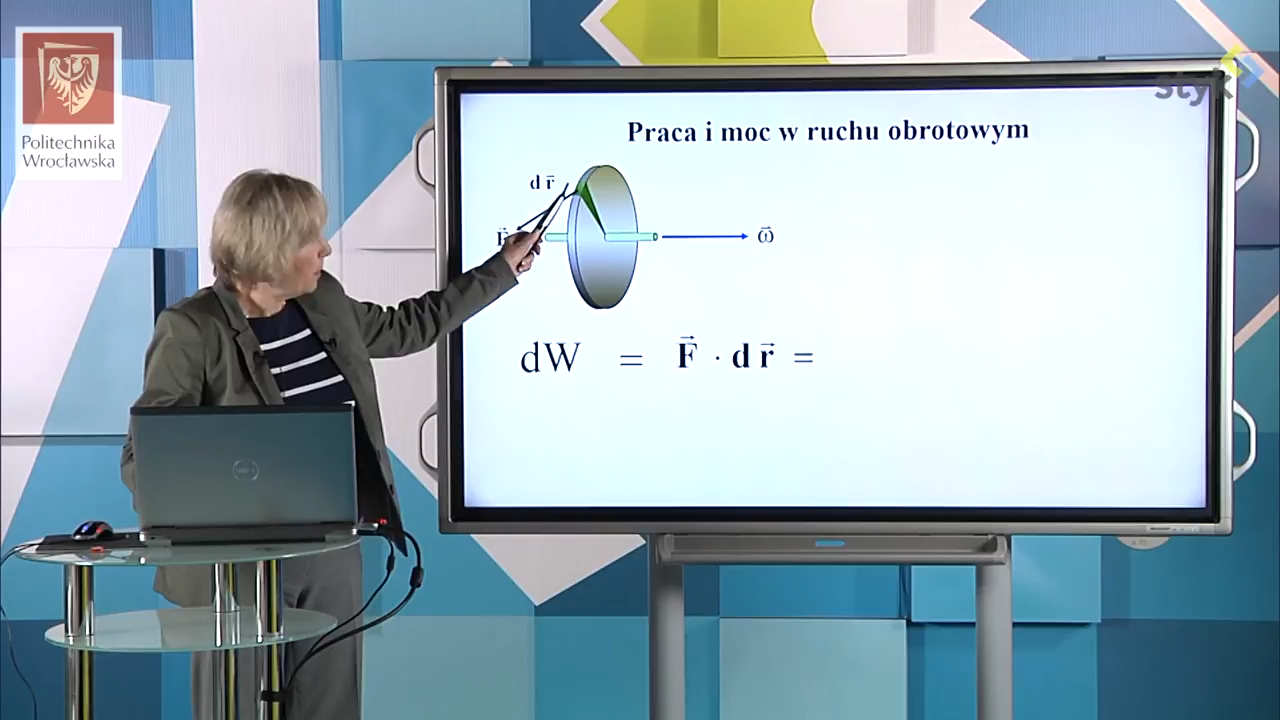 Politechnika
Wrocławska
styk
Praca i moc w ruchu obrotowym
d r⃗
F⃗
ω⃗
dW = F⃗ · d r⃗ =